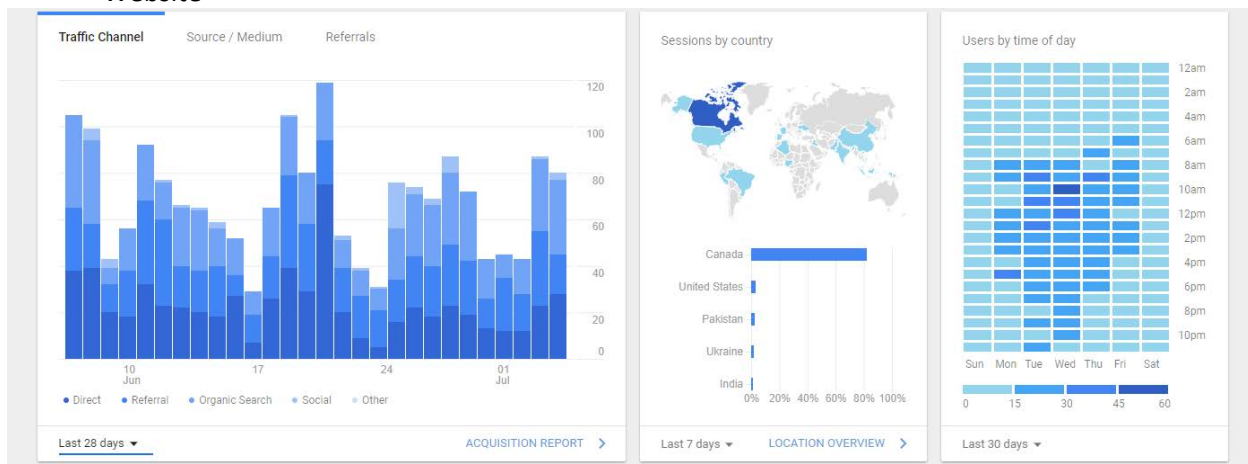 Website
Traffic Channel Source / Medium Referrals
120
100
80
60
40
20
0
10 17 24 01
Jun Jul
Direct Referral Organic Search Social Other
Last 28 days ACQUISITION REPORT >
Sessions by country
Canada
United States
Pakistan
Ukraine
India
0% 20% 40% 60% 80% 100%
Last 7 days LOCATION OVERVIEW >
Users by time of day
12am
2am
4am
6am
8am
10am
12pm
2pm
4pm
6pm
8pm
10pm
Sun Mon Tue Wed Thu Fri Sat
0 15 30 45 60
Last 30 days